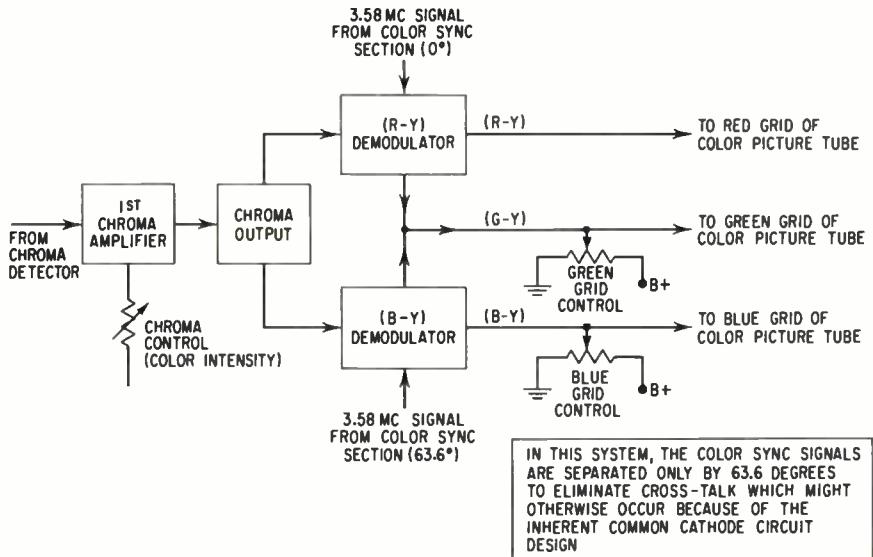 3.58 MC SIGNAL
FROM COLOR SYNC
SECTION (0°)
(R-Y)
DEMODULATOR
(R-Y)
TO RED GRID OF
COLOR PICTURE TUBE
1ST
CHROMA
AMPLIFIER
CHROMA
OUTPUT
FROM
CHROMA
DETECTOR
(G-Y)
TO GREEN GRID OF
COLOR PICTURE TUBE
GREEN
GRID
CONTROL
B+
CHROMA
CONTROL
(COLOR INTENSITY)
(B-Y)
DEMODULATOR
(B-Y)
TO BLUE GRID OF
COLOR PICTURE TUBE
BLUE
GRID
CONTROL
B+
3.58 MC SIGNAL
FROM COLOR SYNC
SECTION (63.6°)
IN THIS SYSTEM, THE COLOR SYNC SIGNALS
ARE SEPARATED ONLY BY 63.6 DEGREES
TO ELIMINATE CROSS-TALK WHICH MIGHT
OTHERWISE OCCUR BECAUSE OF THE
INHERENT COMMON CATHODE CIRCUIT
DESIGN